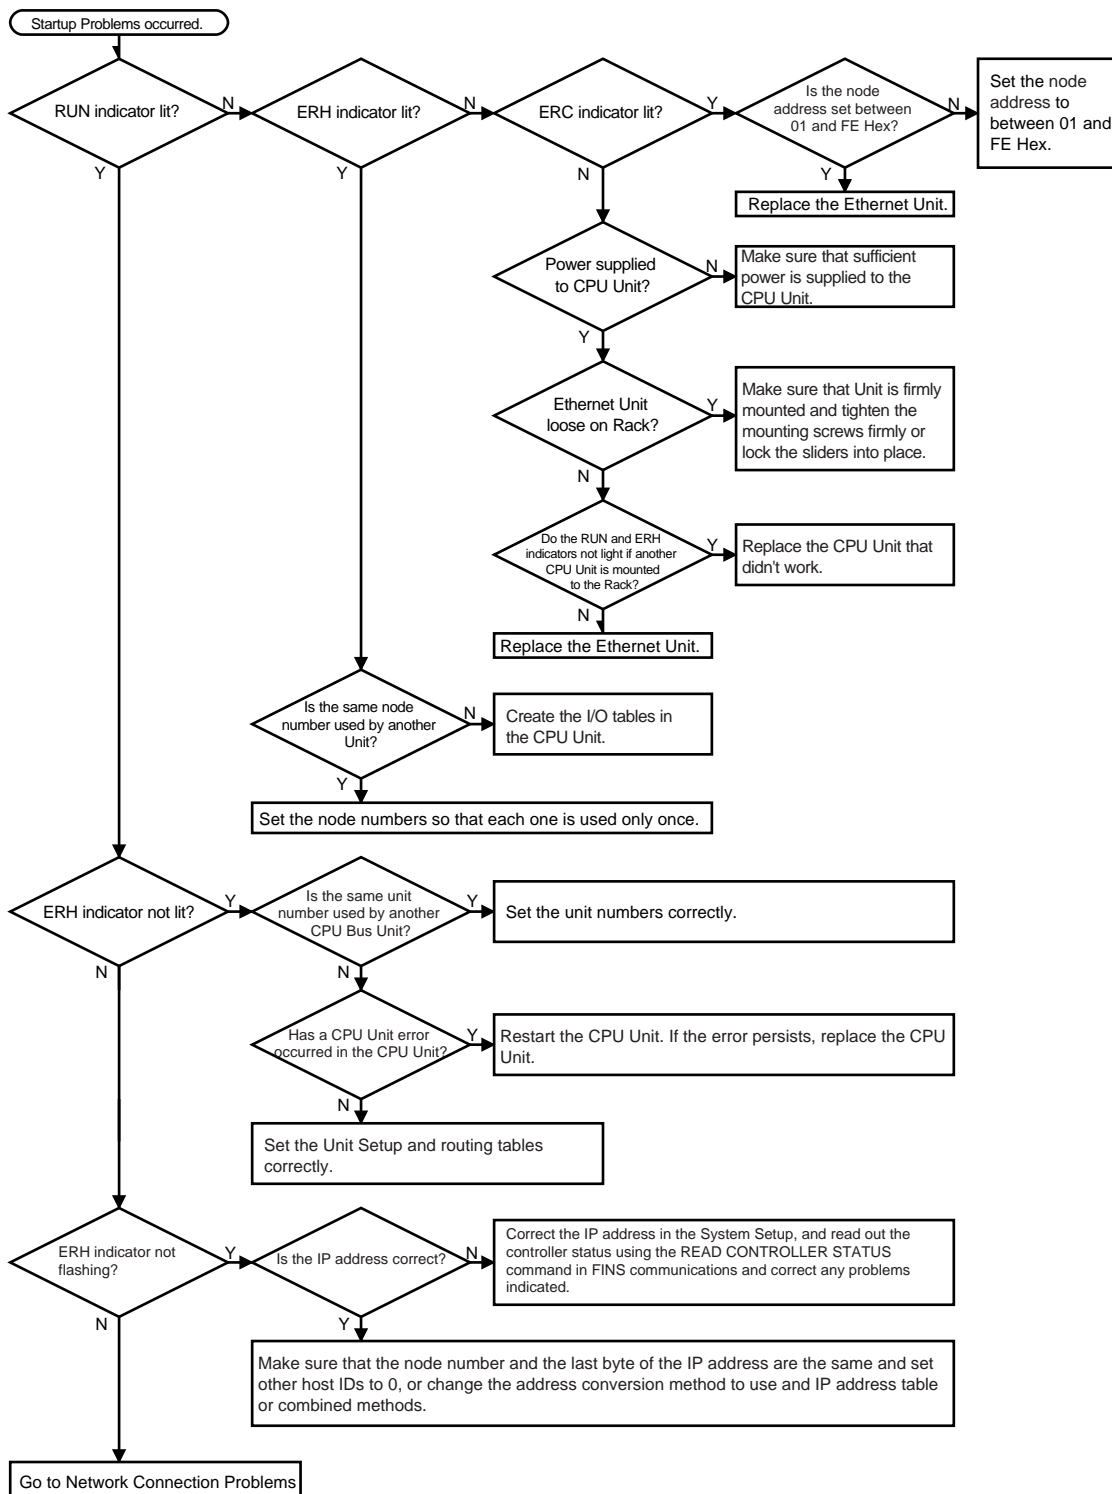 Startup Problems occurred.
RUN indicator lit?
N
Y
ERH indicator lit?
N
Y
ERC indicator lit?
Y
N
Is the node
address set between
01 and FE Hex?
N
Y
Set the node
address to
between 01 and
FE Hex.
Replace the Ethernet Unit.
Power supplied
to CPU Unit?
N
Y
Make sure that sufficient
power is supplied to the
CPU Unit.
Ethernet Unit
loose on Rack?
Y
N
Make sure that Unit is firmly
mounted and tighten the
mounting screws firmly or
lock the sliders into place.
Do the RUN and ERH
indicators not light if another
CPU Unit is mounted
to the Rack?
Y
N
Replace the CPU Unit that
didn't work.
Replace the Ethernet Unit.
Is the same node
number used by another
Unit?
N
Y
Create the I/O tables in
the CPU Unit.
Set the node numbers so that each one is used only once.
ERH indicator not lit?
Y
N
Is the same unit
number used by another
CPU Bus Unit?
Y
N
Set the unit numbers correctly.
Has a CPU Unit error
occurred in the CPU Unit?
Y
N
Restart the CPU Unit. If the error persists, replace the CPU
Unit.
Set the Unit Setup and routing tables
correctly.
ERH indicator not
flashing?
Y
N
Is the IP address correct?
N
Y
Correct the IP address in the System Setup, and read out the
controller status using the READ CONTROLLER STATUS
command in FINS communications and correct any problems
indicated.
Make sure that the node number and the last byte of the IP address are the same and set
other host IDs to 0, or change the address conversion method to use and IP address table
or combined methods.
Go to Network Connection Problems